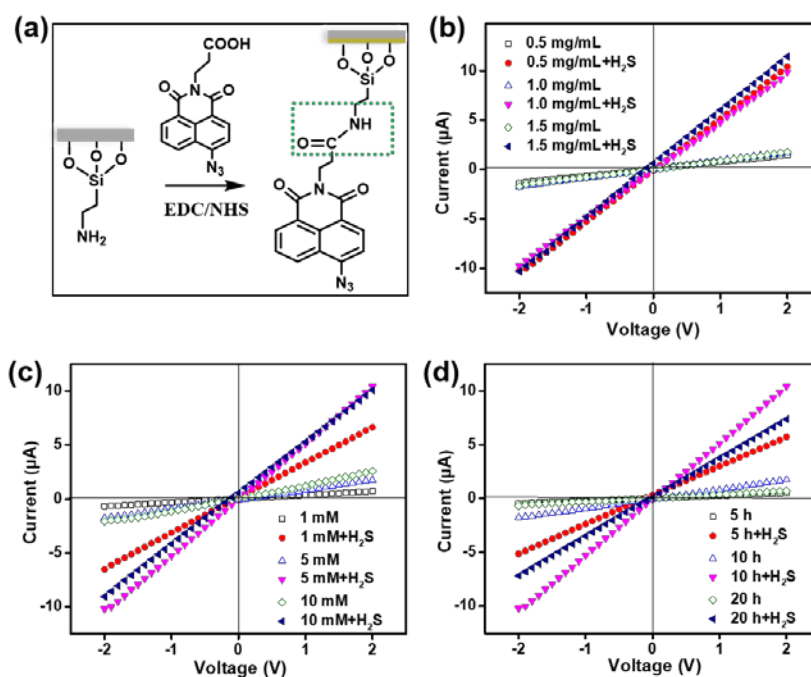 (a)
COOH
O
N
O
N₃
O
O
O
Si
NH₂
EDC/NHS
O
O
O
Si
NH
O
O
N
O
N₃
(b)
0.5 mg/mL
0.5 mg/mL+H₂S
1.0 mg/mL
1.0 mg/mL+H₂S
1.5 mg/mL
1.5 mg/mL+H₂S
Current (µA)
10
5
0
-5
-10
-2
-1
0
1
2
Voltage (V)
(c)
Current (µA)
10
5
0
-5
-10
1 mM
1 mM+H₂S
5 mM
5 mM+H₂S
10 mM
10 mM+H₂S
-2
-1
0
1
2
Voltage (V)
(d)
Current (µA)
10
5
0
-5
-10
5 h
5 h+H₂S
10 h
10 h+H₂S
20 h
20 h+H₂S
-2
-1
0
1
2
Voltage (V)